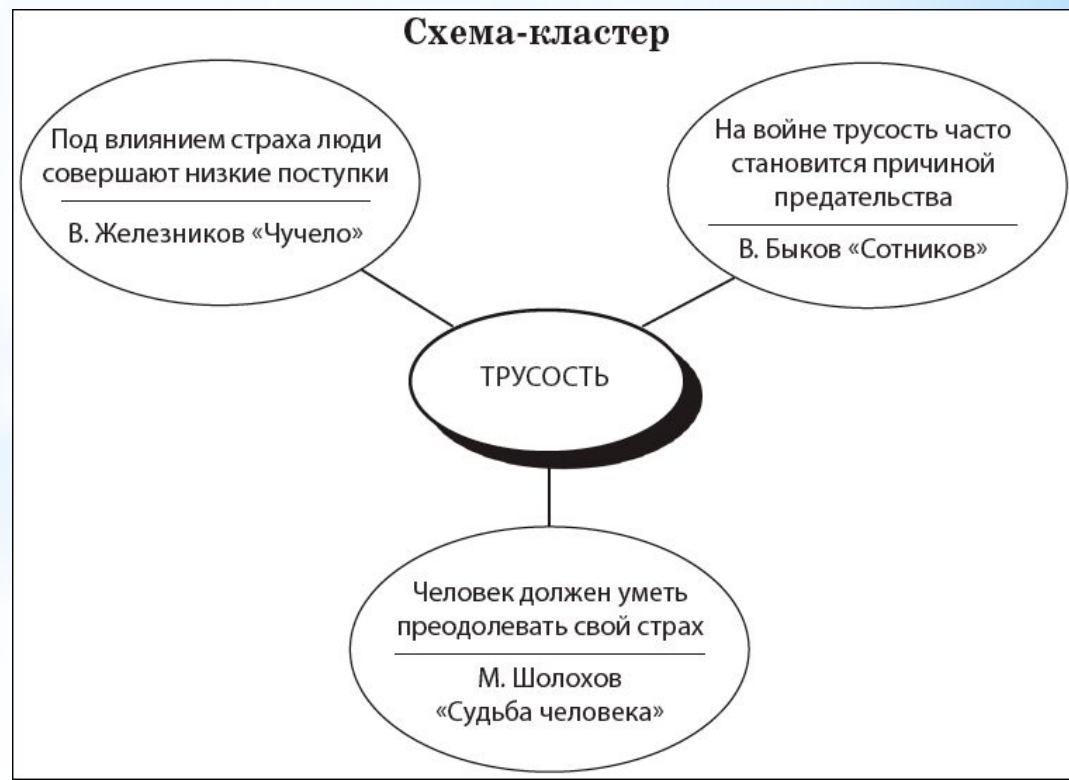 Схема-кластер
Под влиянием страха люди
совершают низкие поступки
В. Железников «Чучело»
На войне трусость часто
становится причиной
предательства
В. Быков «Сотников»
ТРУСОСТЬ
Человек должен уметь
преодолевать свой страх
М. Шолохов
«Судьба человека»